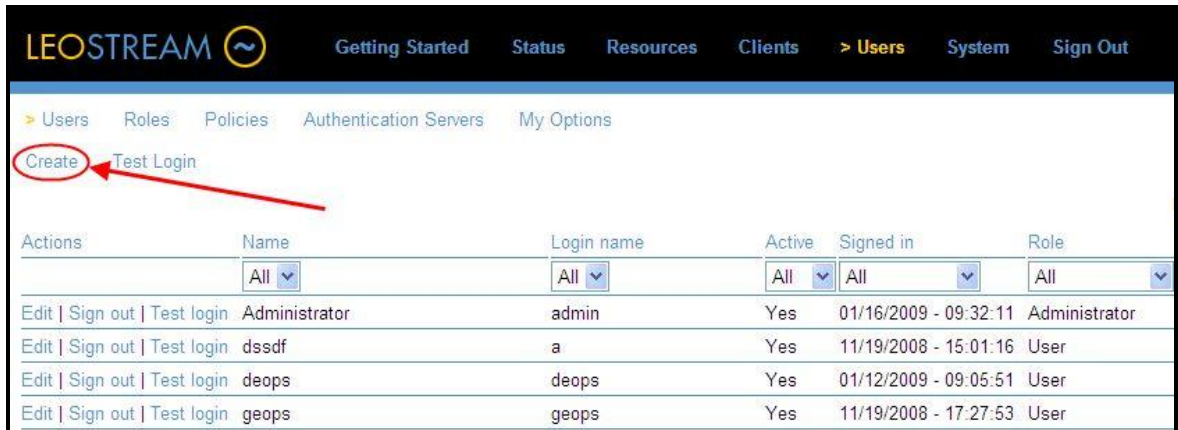 LEOSTREAM Getting Started Status Resources Clients > Users System Sign Out
> Users Roles Policies Authentication Servers My Options
Create Test Login
Actions Name Login name Active Signed in Role
All All All All All
Edit | Sign out | Test login Administrator admin Yes 01/16/2009 - 09:32:11 Administrator
Edit | Sign out | Test login dssdf a Yes 11/19/2008 - 15:01:16 User
Edit | Sign out | Test login deops deops Yes 01/12/2009 - 09:05:51 User
Edit | Sign out | Test login geops geops Yes 11/19/2008 - 17:27:53 User